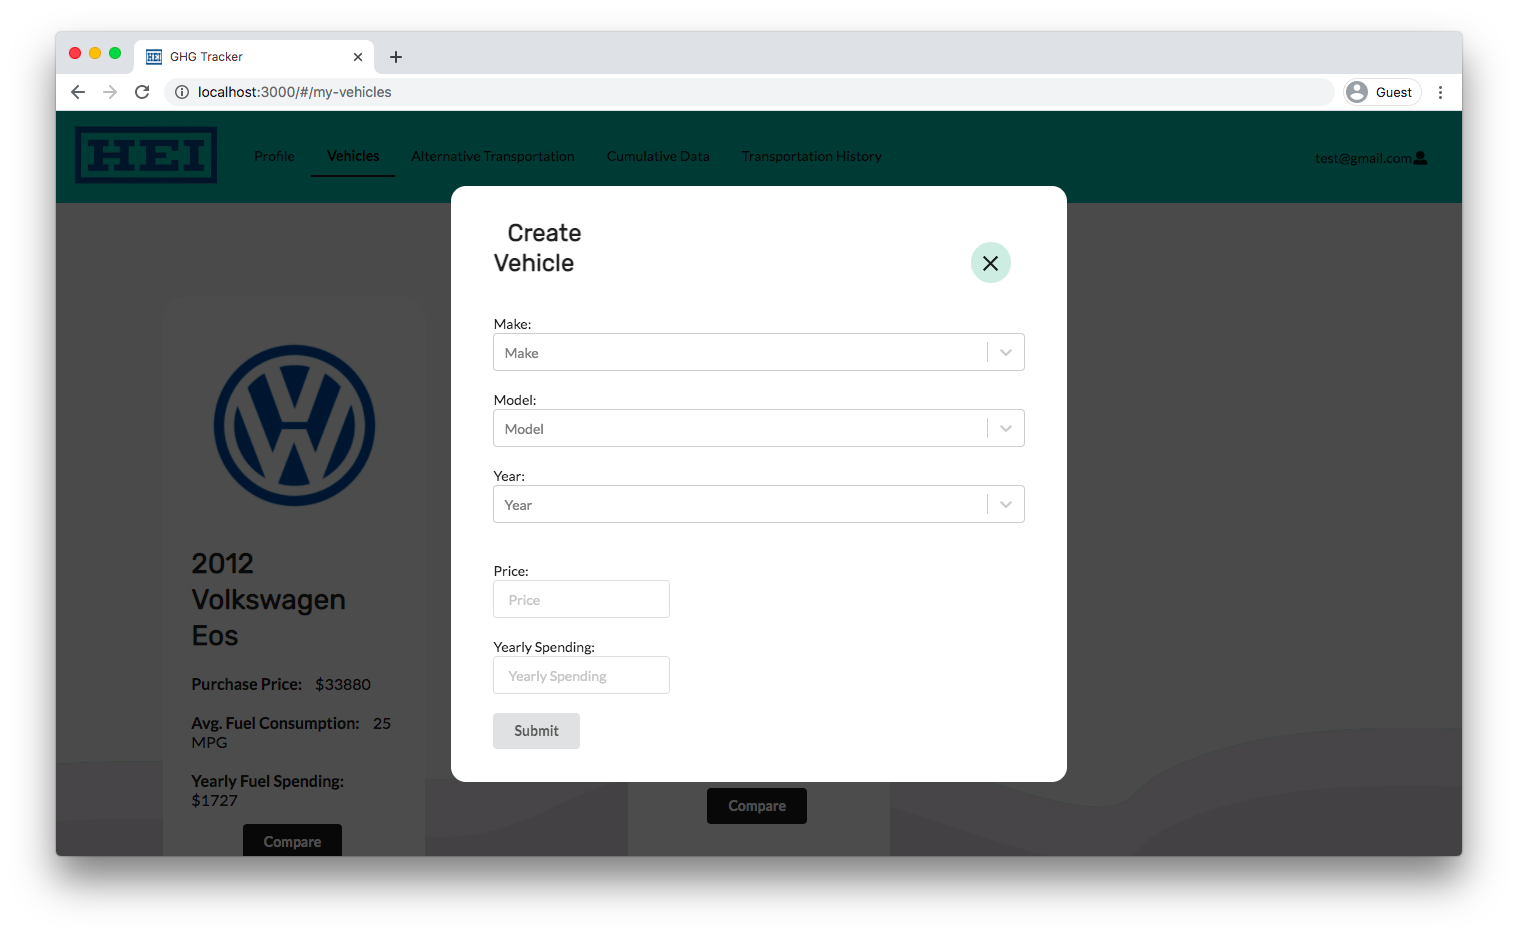 HEI GHG Tracker
localhost:3000/#/my-vehicles
Guest
HEI
Profile
Vehicles
Alternative Transportation
Cumulative Data
Transportation History
test@gmail.com
Create
Vehicle
Make:
Make
Model:
Model
Year:
Year
Price:
Price
Yearly Spending:
Yearly Spending
Submit
2012
Volkswagen
Eos
Purchase Price: $33880
Avg. Fuel Consumption: 25
MPG
Yearly Fuel Spending:
$1727
Compare
Compare